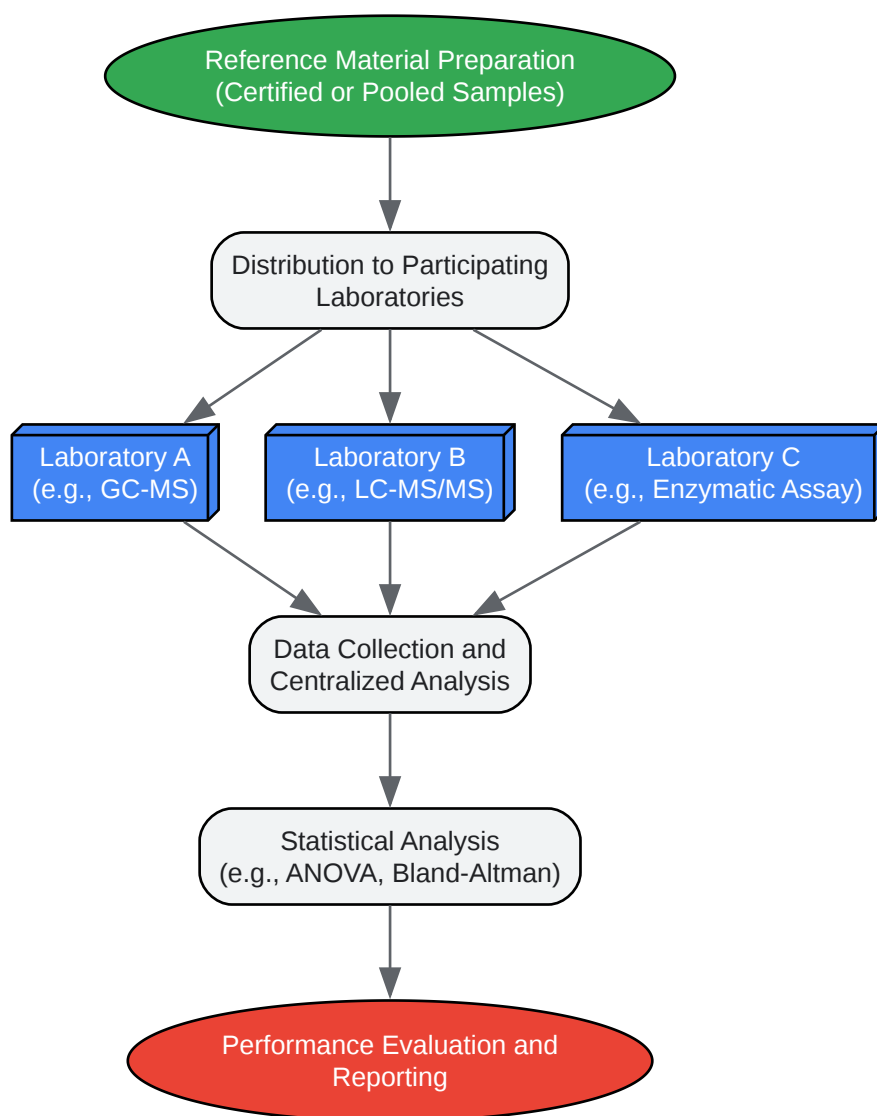 Reference Material Preparation
(Certified or Pooled Samples)
Distribution to Participating
Laboratories
Laboratory A
(e.g., GC-MS)
Laboratory B
(e.g., LC-MS/MS)
Laboratory C
(e.g., Enzymatic Assay)
Data Collection and
Centralized Analysis
Statistical Analysis
(e.g., ANOVA, Bland-Altman)
Performance Evaluation and
Reporting